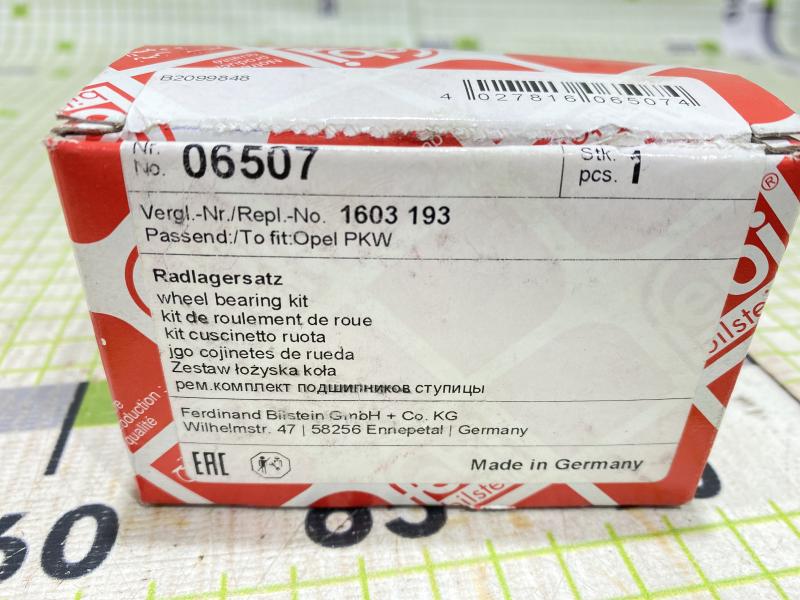 B2099848
4 027816 065074
Nr.
No. 06507
Stk.
pcs. 1
Vergl.-Nr./Repl.-No. 1603 193
Passend:/To fit:Opel PKW
Radlagersatz
wheel bearing kit
kit de roulement de roue
kit cuscinetto ruota
jgo cojinetes de rueda
Zestaw łożyska koła
рем.комплект подшипников ступицы
Ferdinand Bilstein GmbH + Co. KG
Wilhelmstr. 47 | 58256 Ennepetal | Germany
EAC
Made in Germany
qualité
60
65